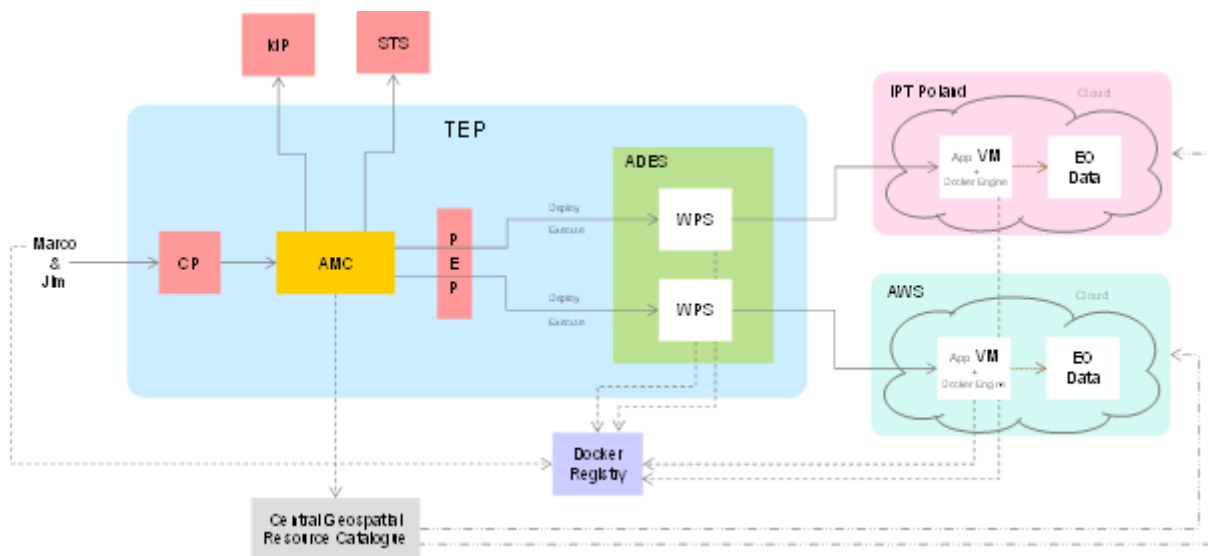 IdP
STS
TEP
IPT Poland
Cloud
App VM
+
Docker Engine
EO
Data
ADES
WPS
Deploy
Execute
Marco
&
Jim
CP
AMC
P
E
P
WPS
Deploy
Execute
AWS
Cloud
App VM
+
Docker Engine
EO
Data
Docker
Registry
Central Geospatial
Resource Catalogue